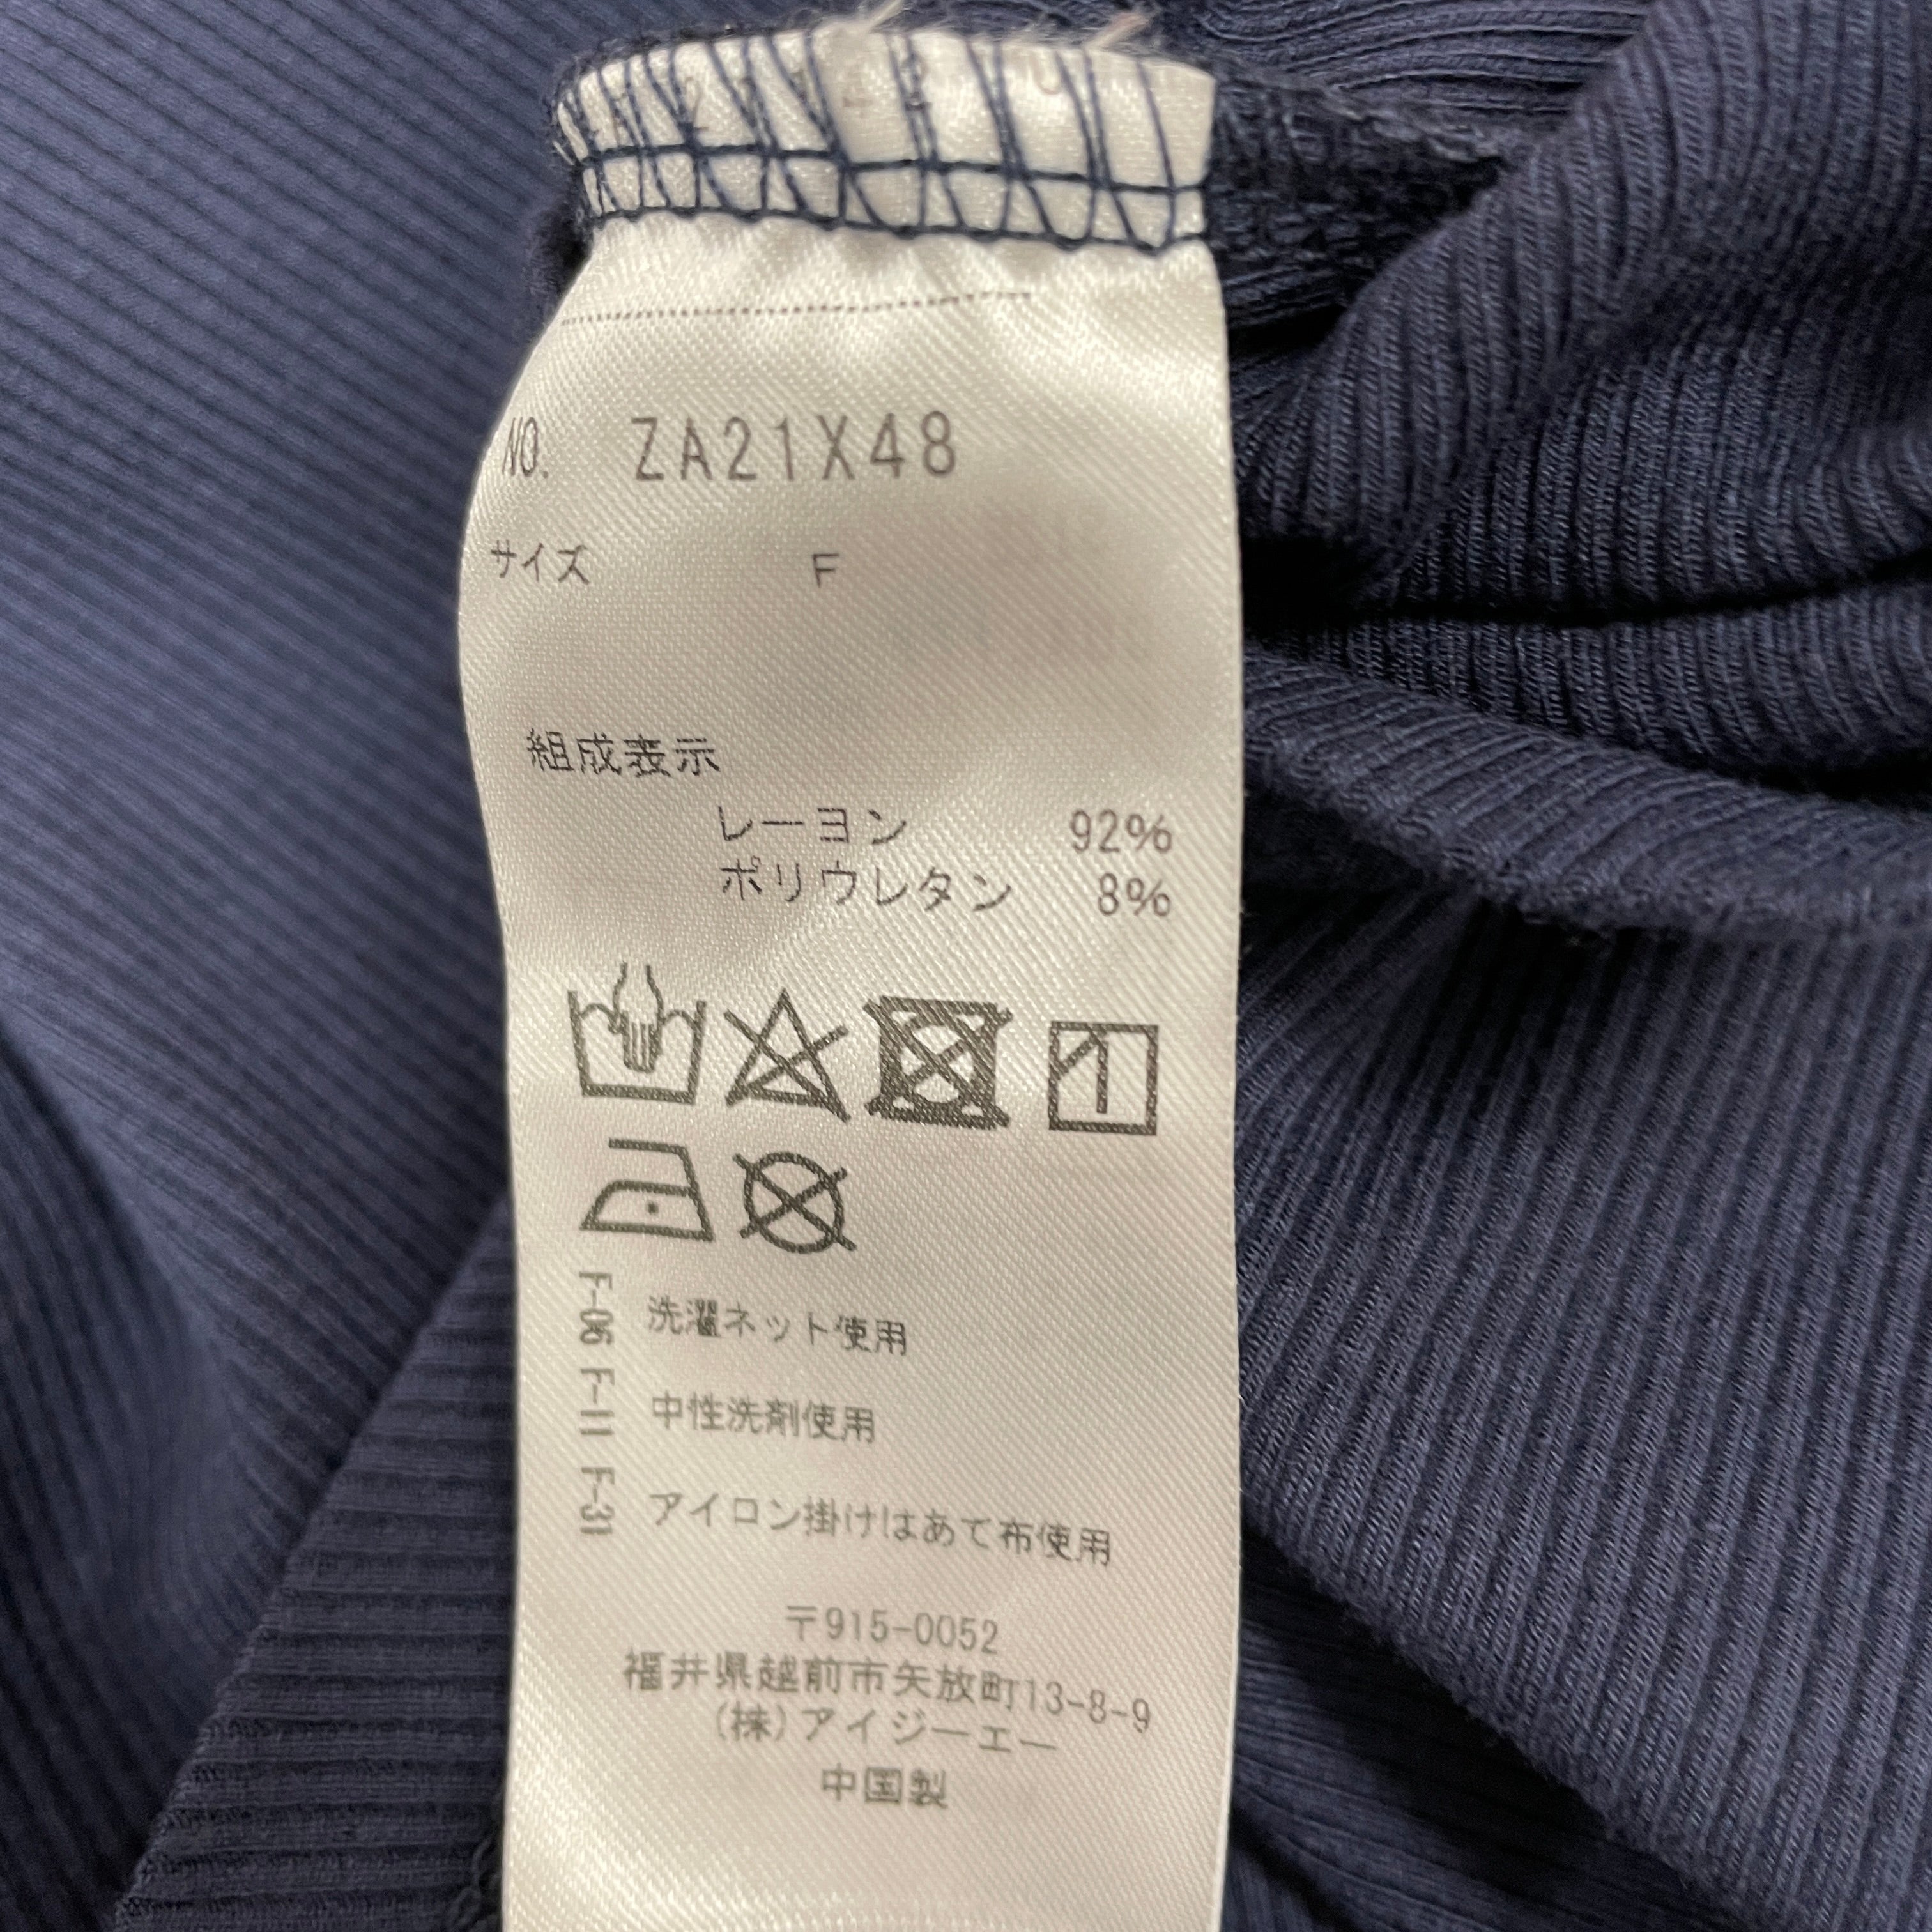 NO. ZA21X48
サイズ F
組成表示
レーヨン 92%
ポリウレタン 8%
F-06 F-11 F-31
洗濯ネット使用
中性洗剤使用
アイロン掛けはあて布使用
〒915-0052
福井県越前市矢放町13-8-9
(株)アイジーエー
中国製